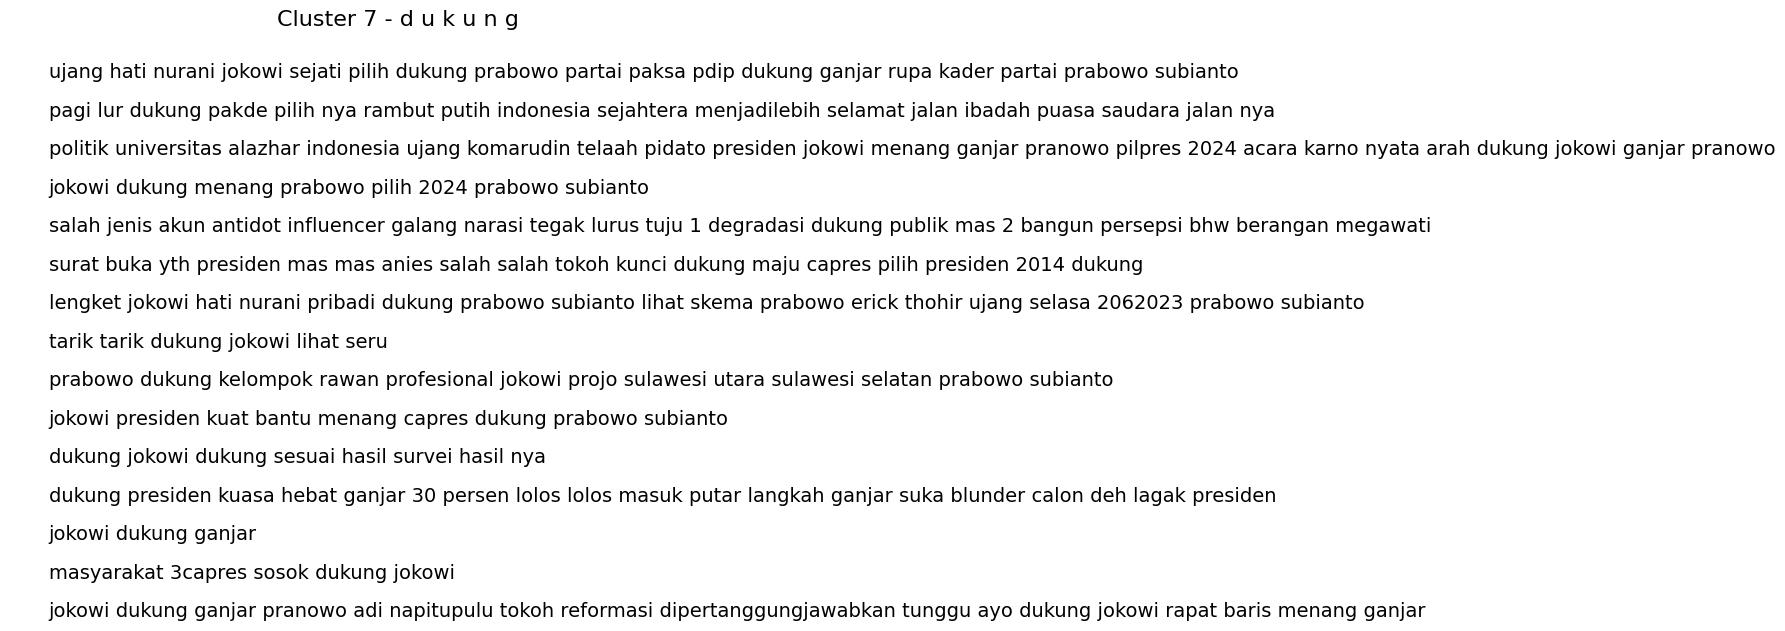 Cluster 7 - d u k u n g
ujang hati nurani jokowi sejati pilih dukung prabowo partai paksa pdip dukung ganjar rupa kader partai prabowo subianto
pagi lur dukung pakde pilih nya rambut putih indonesia sejahtera menjadilebih selamat jalan ibadah puasa saudara jalan nya
politik universitas alazhar indonesia ujang komarudin telaah pidato presiden jokowi menang ganjar pranowo pilpres 2024 acara karno nyata arah dukung jokowi ganjar pranowo
jokowi dukung menang prabowo pilih 2024 prabowo subianto
salah jenis akun antidot influencer galang narasi tegak lurus tuju 1 degradasi dukung publik mas 2 bangun persepsi bhw berangan megawati
surat buka yth presiden mas mas anies salah salah tokoh kunci dukung maju capres pilih presiden 2014 dukung
lengket jokowi hati nurani pribadi dukung prabowo subianto lihat skema prabowo erick thohir ujang selasa 2062023 prabowo subianto
tarik tarik dukung jokowi lihat seru
prabowo dukung kelompok rawan profesional jokowi projo sulawesi utara sulawesi selatan prabowo subianto
jokowi presiden kuat bantu menang capres dukung prabowo subianto
dukung jokowi dukung sesuai hasil survei hasil nya
dukung presiden kuasa hebat ganjar 30 persen lolos lolos masuk putar langkah ganjar suka blunder calon deh lagak presiden
jokowi dukung ganjar
masyarakat 3capres sosok dukung jokowi
jokowi dukung ganjar pranowo adi napitupulu tokoh reformasi dipertanggungjawabkan tunggu ayo dukung jokowi rapat baris menang ganjar